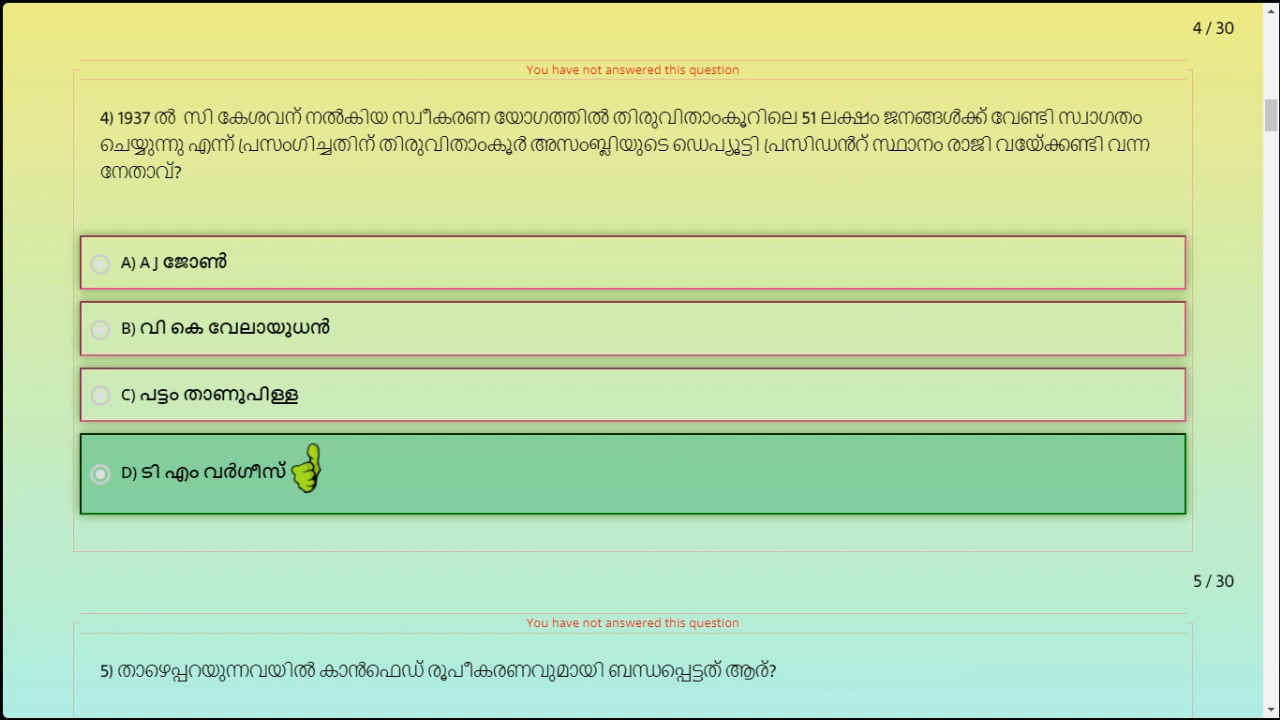 4 / 30
You have not answered this question
4) 1937 ൽ സി കേശവന് നൽകിയ സ്വീകരണ യോഗത്തിൽ തിരുവിതാംകൂറിലെ 51 ലക്ഷം ജനങ്ങൾക്ക് വേണ്ടി സ്വാഗതം
ചെയ്യുന്നു എന്ന് പ്രസംഗിച്ചതിന് തിരുവിതാംകൂർ അസംബ്ലിയുടെ ഡെപ്യൂട്ടി പ്രസിഡൻറ് സ്ഥാനം രാജി വയ്ക്കേണ്ടി വന്ന
നേതാവ്?
A) A J ജോൺ
B) വി കെ വേലായുധൻ
C) പട്ടം താണുപിള്ള
D) ടി എം വർഗീസ്
5 / 30
You have not answered this question
5) താഴെപ്പറയുന്നവയിൽ കാൻഫെഡ് രൂപീകരണവുമായി ബന്ധപ്പെട്ടത് ആര്?